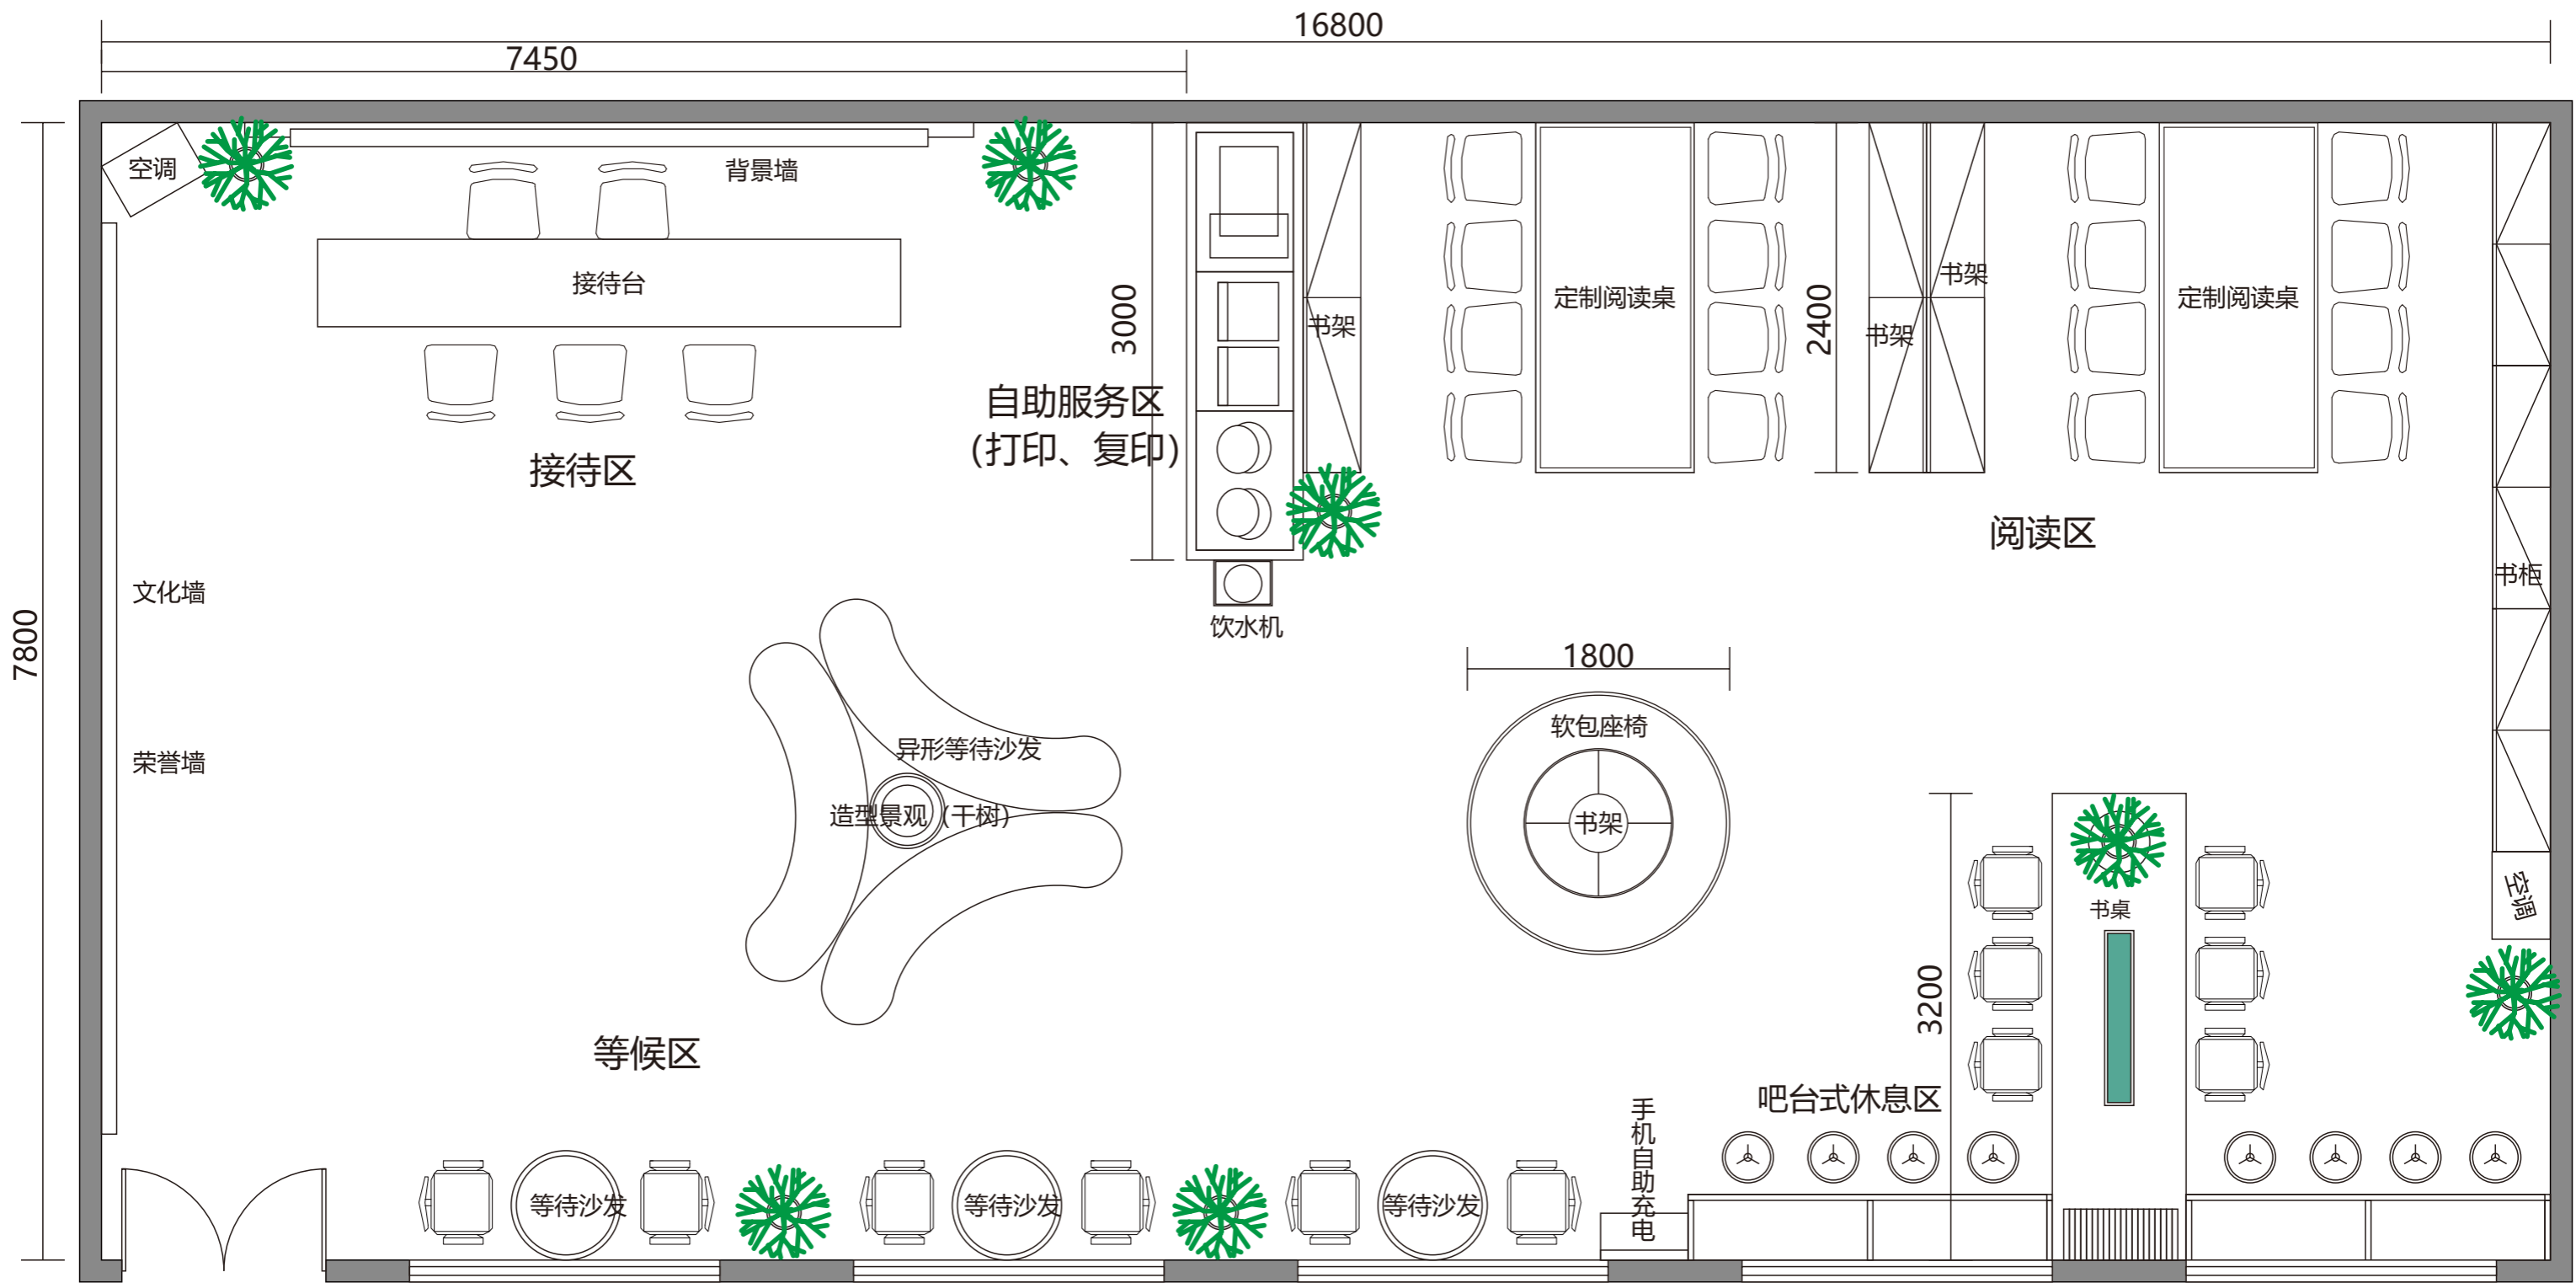 16800
7450
空调
背景墙
接待台
3000
书架
定制阅读桌
2400
书架
书架
定制阅读桌
自助服务区
(打印、复印)
接待区
阅读区
书柜
文化墙
7800
饮水机
1800
软包座椅
荣誉墙
异形等待沙发
造型景观（干树）
书架
空调
书桌
3200
等候区
吧台式休息区
手机自助充电
等待沙发
等待沙发
等待沙发